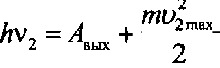 hν₂ = Aвых + mυ₂²max / 2